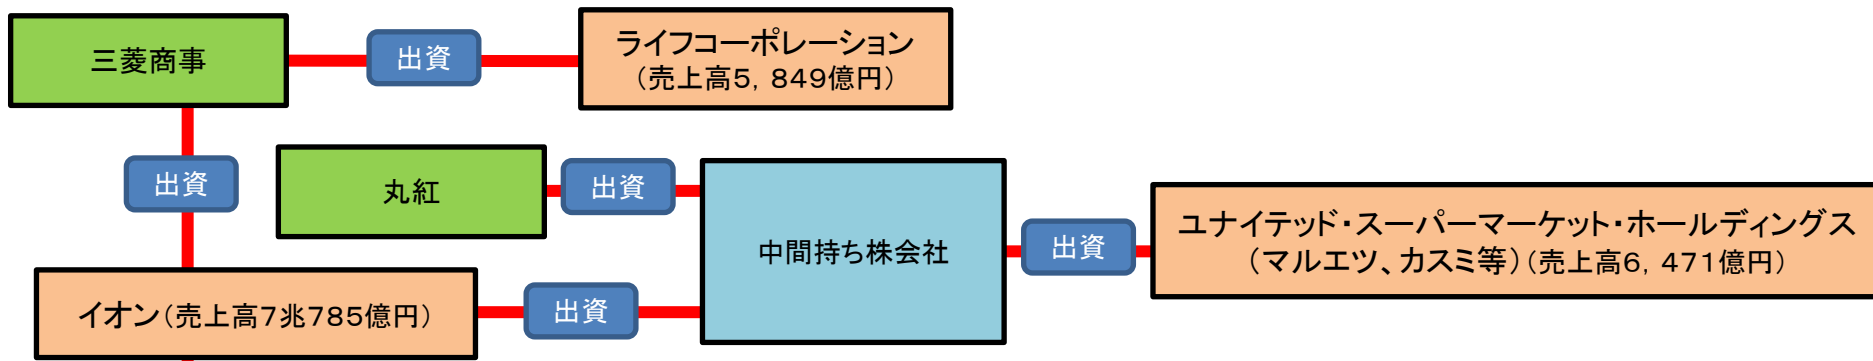 三菱商事
出資
ライフコーポレーション
（売上高5，849億円）
出資
丸紅
出資
中間持ち株会社
出資
ユナイテッド・スーパーマーケット・ホールディングス
（マルエツ、カスミ等）（売上高6，471億円）
イオン（売上高7兆785億円）
出資